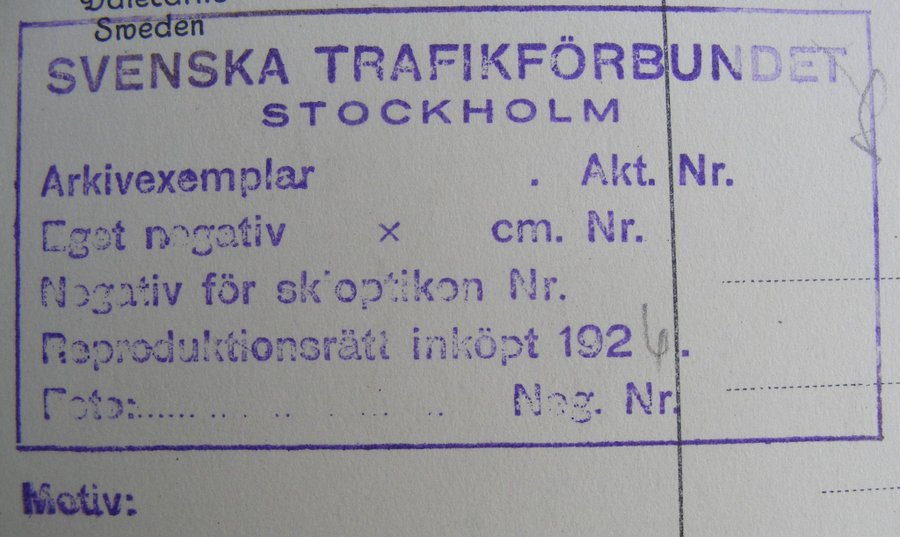 Sweden
SVENSKA TRAFIKFÖRBUNDET
STOCKHOLM
Arkivexemplar . Akt. Nr.
Eget negativ × cm. Nr.
Negativ för skioptikon Nr.
Reproduktionsrätt inköpt 1926.
Foto:................ Neg. Nr.
Motiv: